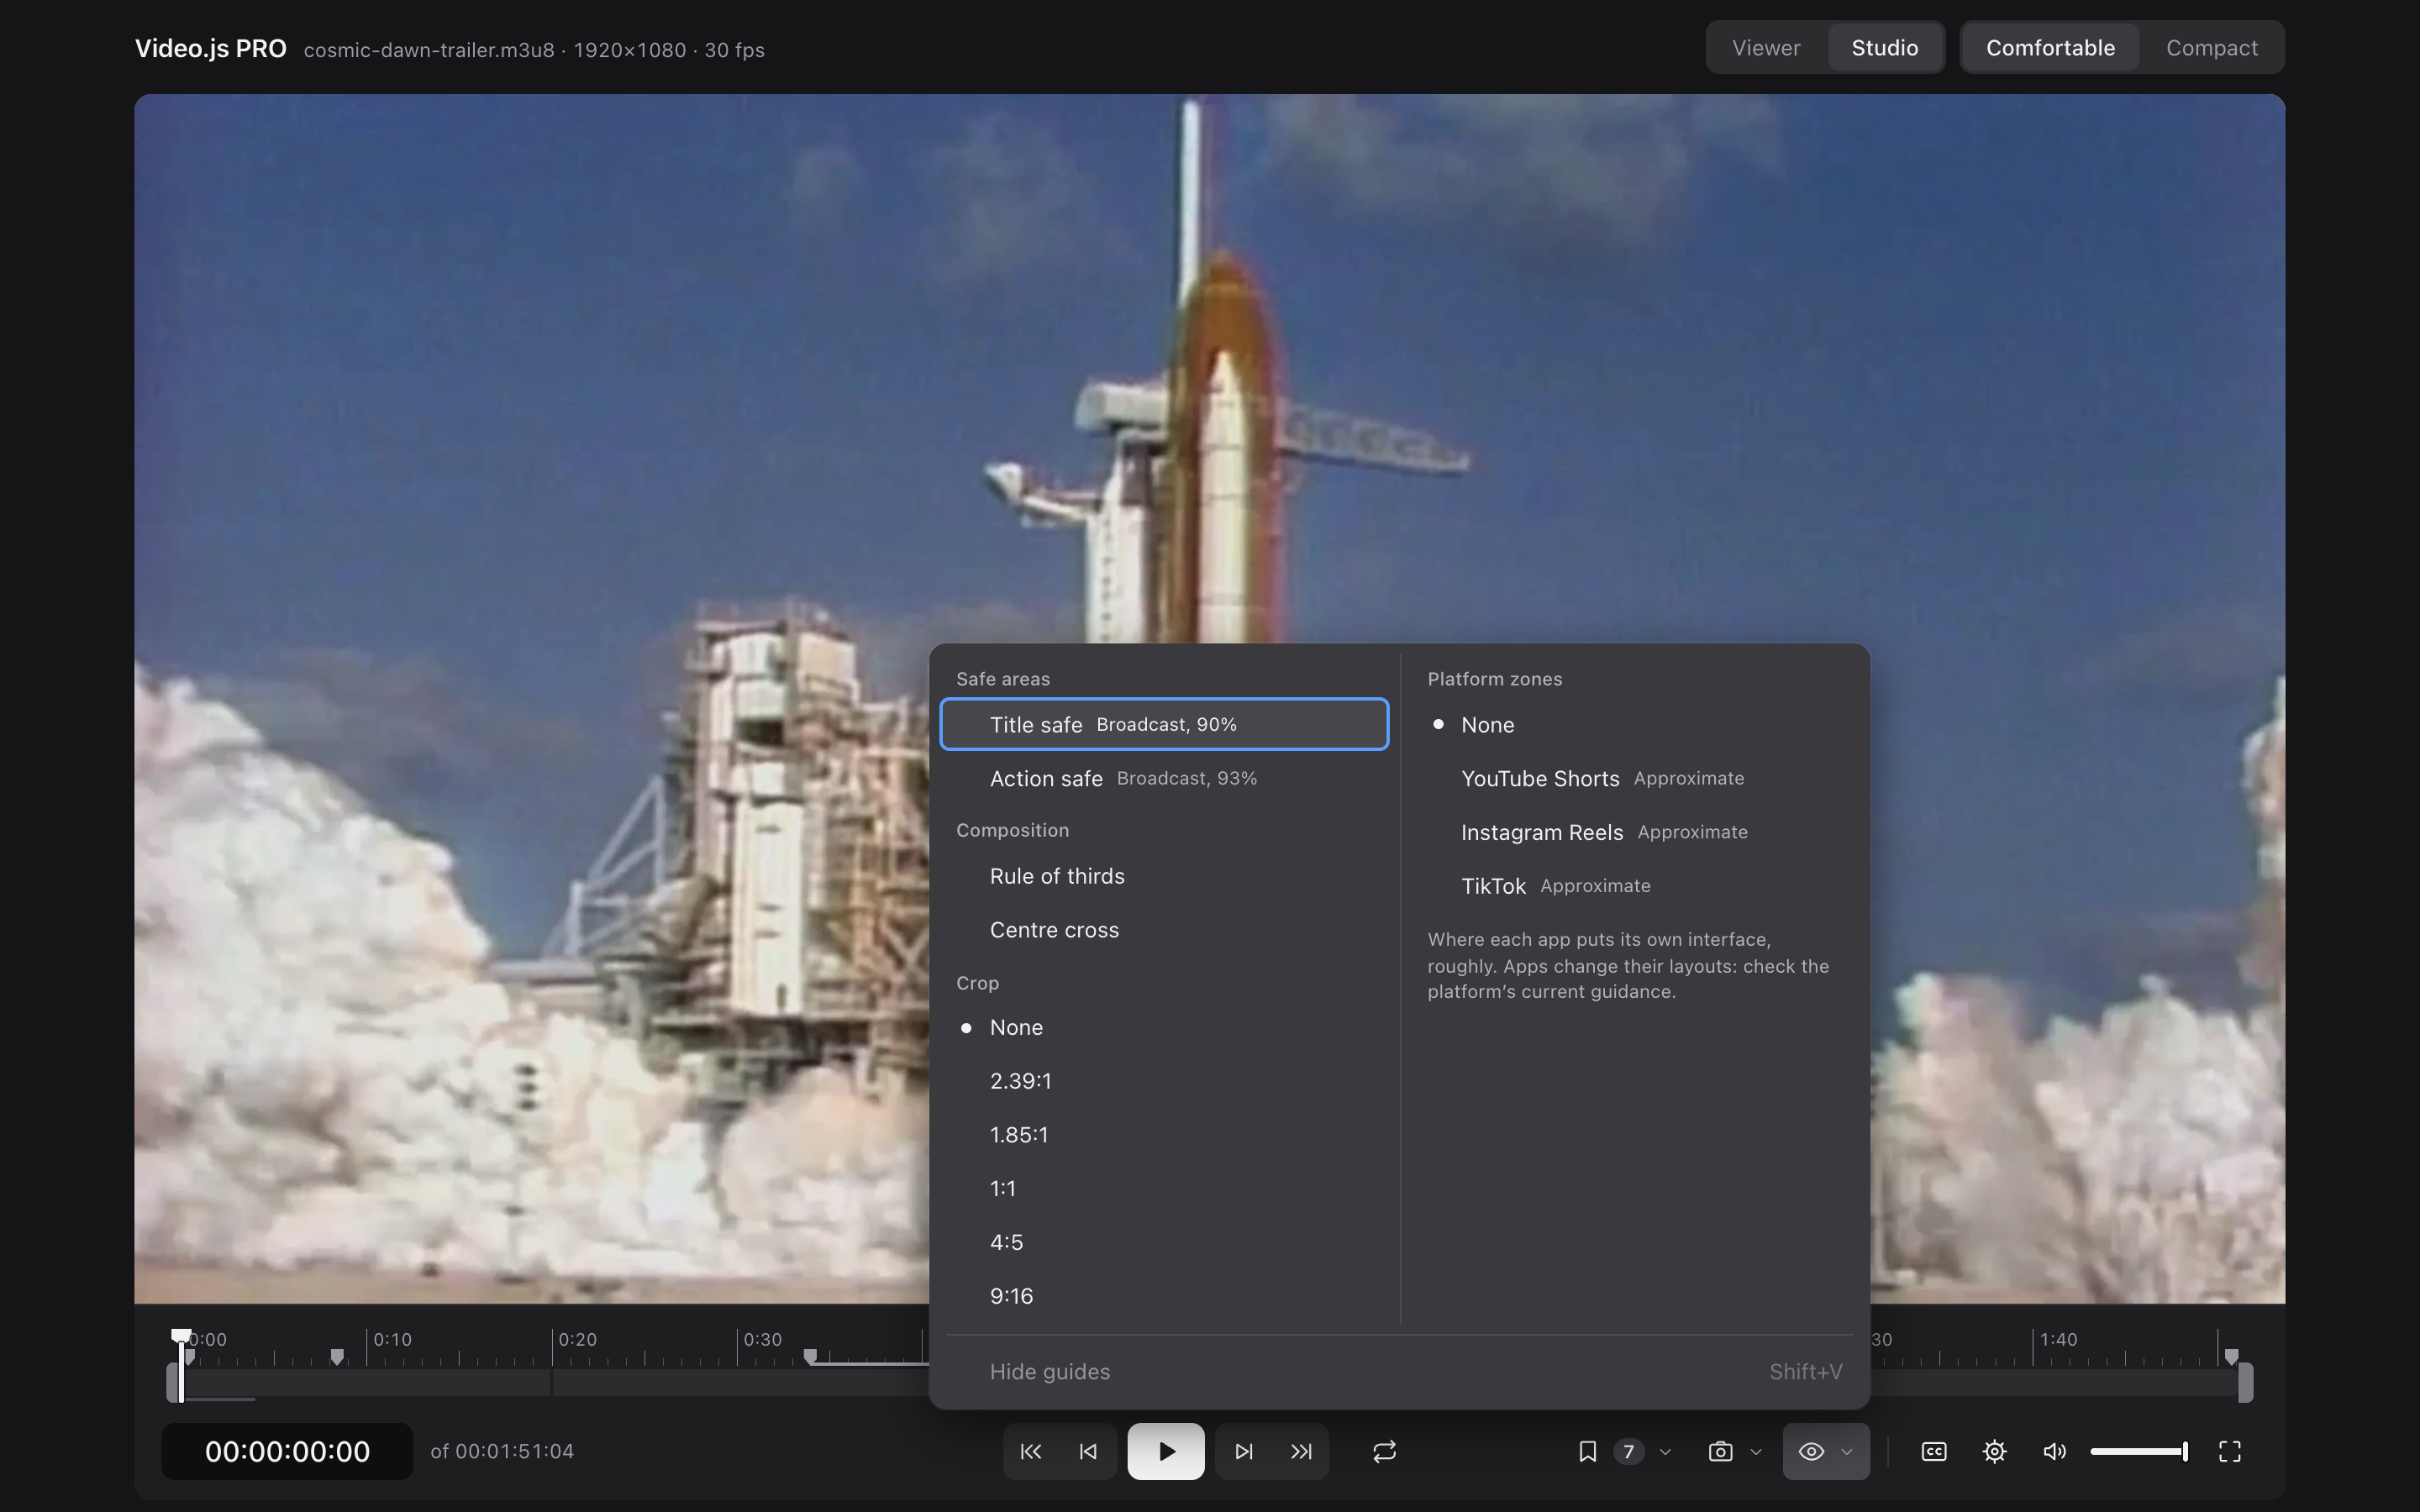 Video.js PRO cosmic-dawn-trailer.m3u8 · 1920×1080 · 30 fps
Viewer Studio Comfortable Compact
Safe areas
Title safe Broadcast, 90%
Action safe Broadcast, 93%
Composition
Rule of thirds
Centre cross
Crop
None
2.39:1
1.85:1
1:1
4:5
9:16
Platform zones
None
YouTube Shorts Approximate
Instagram Reels Approximate
TikTok Approximate
Where each app puts its own interface,
roughly. Apps change their layouts: check the
platform’s current guidance.
Hide guides Shift+V
0:00 0:10 0:20 0:30 30 1:40
00:00:00:00 of 00:01:51:04 7 CC